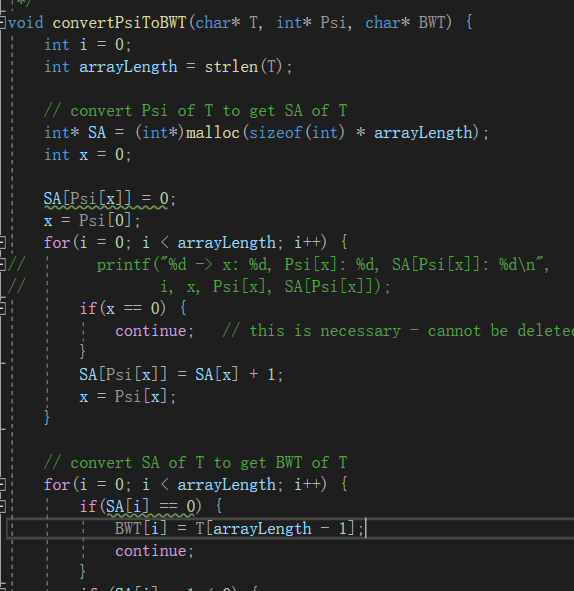 */
void convertPsiToBWT(char* T, int* Psi, char* BWT) {
int i = 0;
int arrayLength = strlen(T);
// convert Psi of T to get SA of T
int* SA = (int*)malloc(sizeof(int) * arrayLength);
int x = 0;
SA[Psi[x]] = 0;
x = Psi[0];
for(i = 0; i < arrayLength; i++) {
// printf("%d -> x: %d, Psi[x]: %d, SA[Psi[x]]: %d\n",
// i, x, Psi[x], SA[Psi[x]]);
if(x == 0) {
continue; // this is necessary - cannot be deleted
}
SA[Psi[x]] = SA[x] + 1;
x = Psi[x];
}
// convert SA of T to get BWT of T
for(i = 0; i < arrayLength; i++) {
if(SA[i] == 0) {
BWT[i] = T[arrayLength - 1];
continue;
}